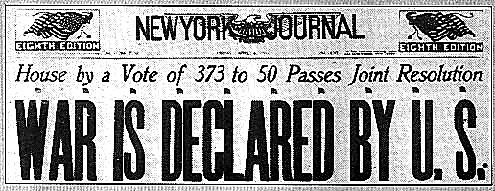 NEW YORK JOURNAL
EIGHTH EDITION
EIGHTH EDITION
House by a Vote of 373 to 50 Passes Joint Resolution
WAR IS DECLARED BY U. S.